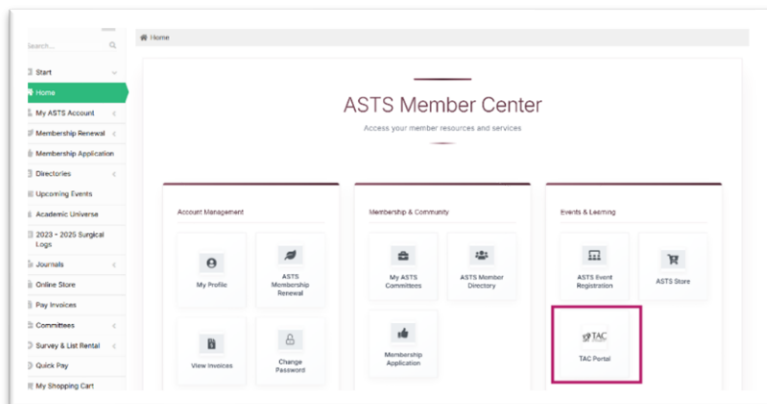 Search...
Home
Start
Home
My ASTS Account
Membership Renewal
Membership Application
Directories
Upcoming Events
Academic Universe
2023 - 2025 Surgical
Logs
Journals
Online Store
Pay Invoices
Committees
Survey & List Rental
Quick Pay
My Shopping Cart
ASTS Member Center
Access your member resources and services
Account Management
My Profile
ASTS
Membership
Renewal
View Invoices
Change
Password
Membership & Community
My ASTS
Committees
ASTS Member
Directory
Membership
Application
Events & Learning
ASTS Event
Registration
ASTS Store
TAC
TAC Portal